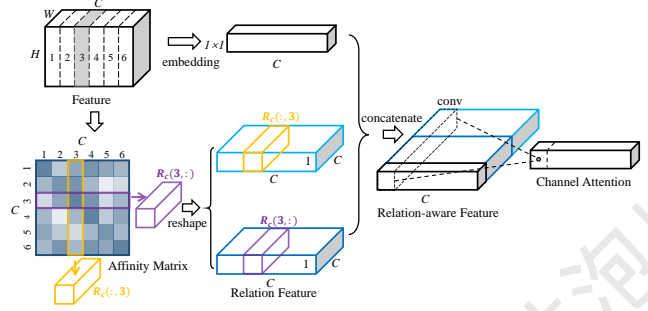 W C
H 1 2 3 4 5 6
Feature
embedding
1×1
C
C
1 2 3 4 5 6
C
1
2
3
4
5
6
R_c(3,:)
R_c(:,3)
Affinity Matrix
reshape
R_c(:,3)
1
C
C
R_c(3,:)
1
C
C
Relation Feature
concatenate
conv
C
Relation-aware Feature
Channel Attention